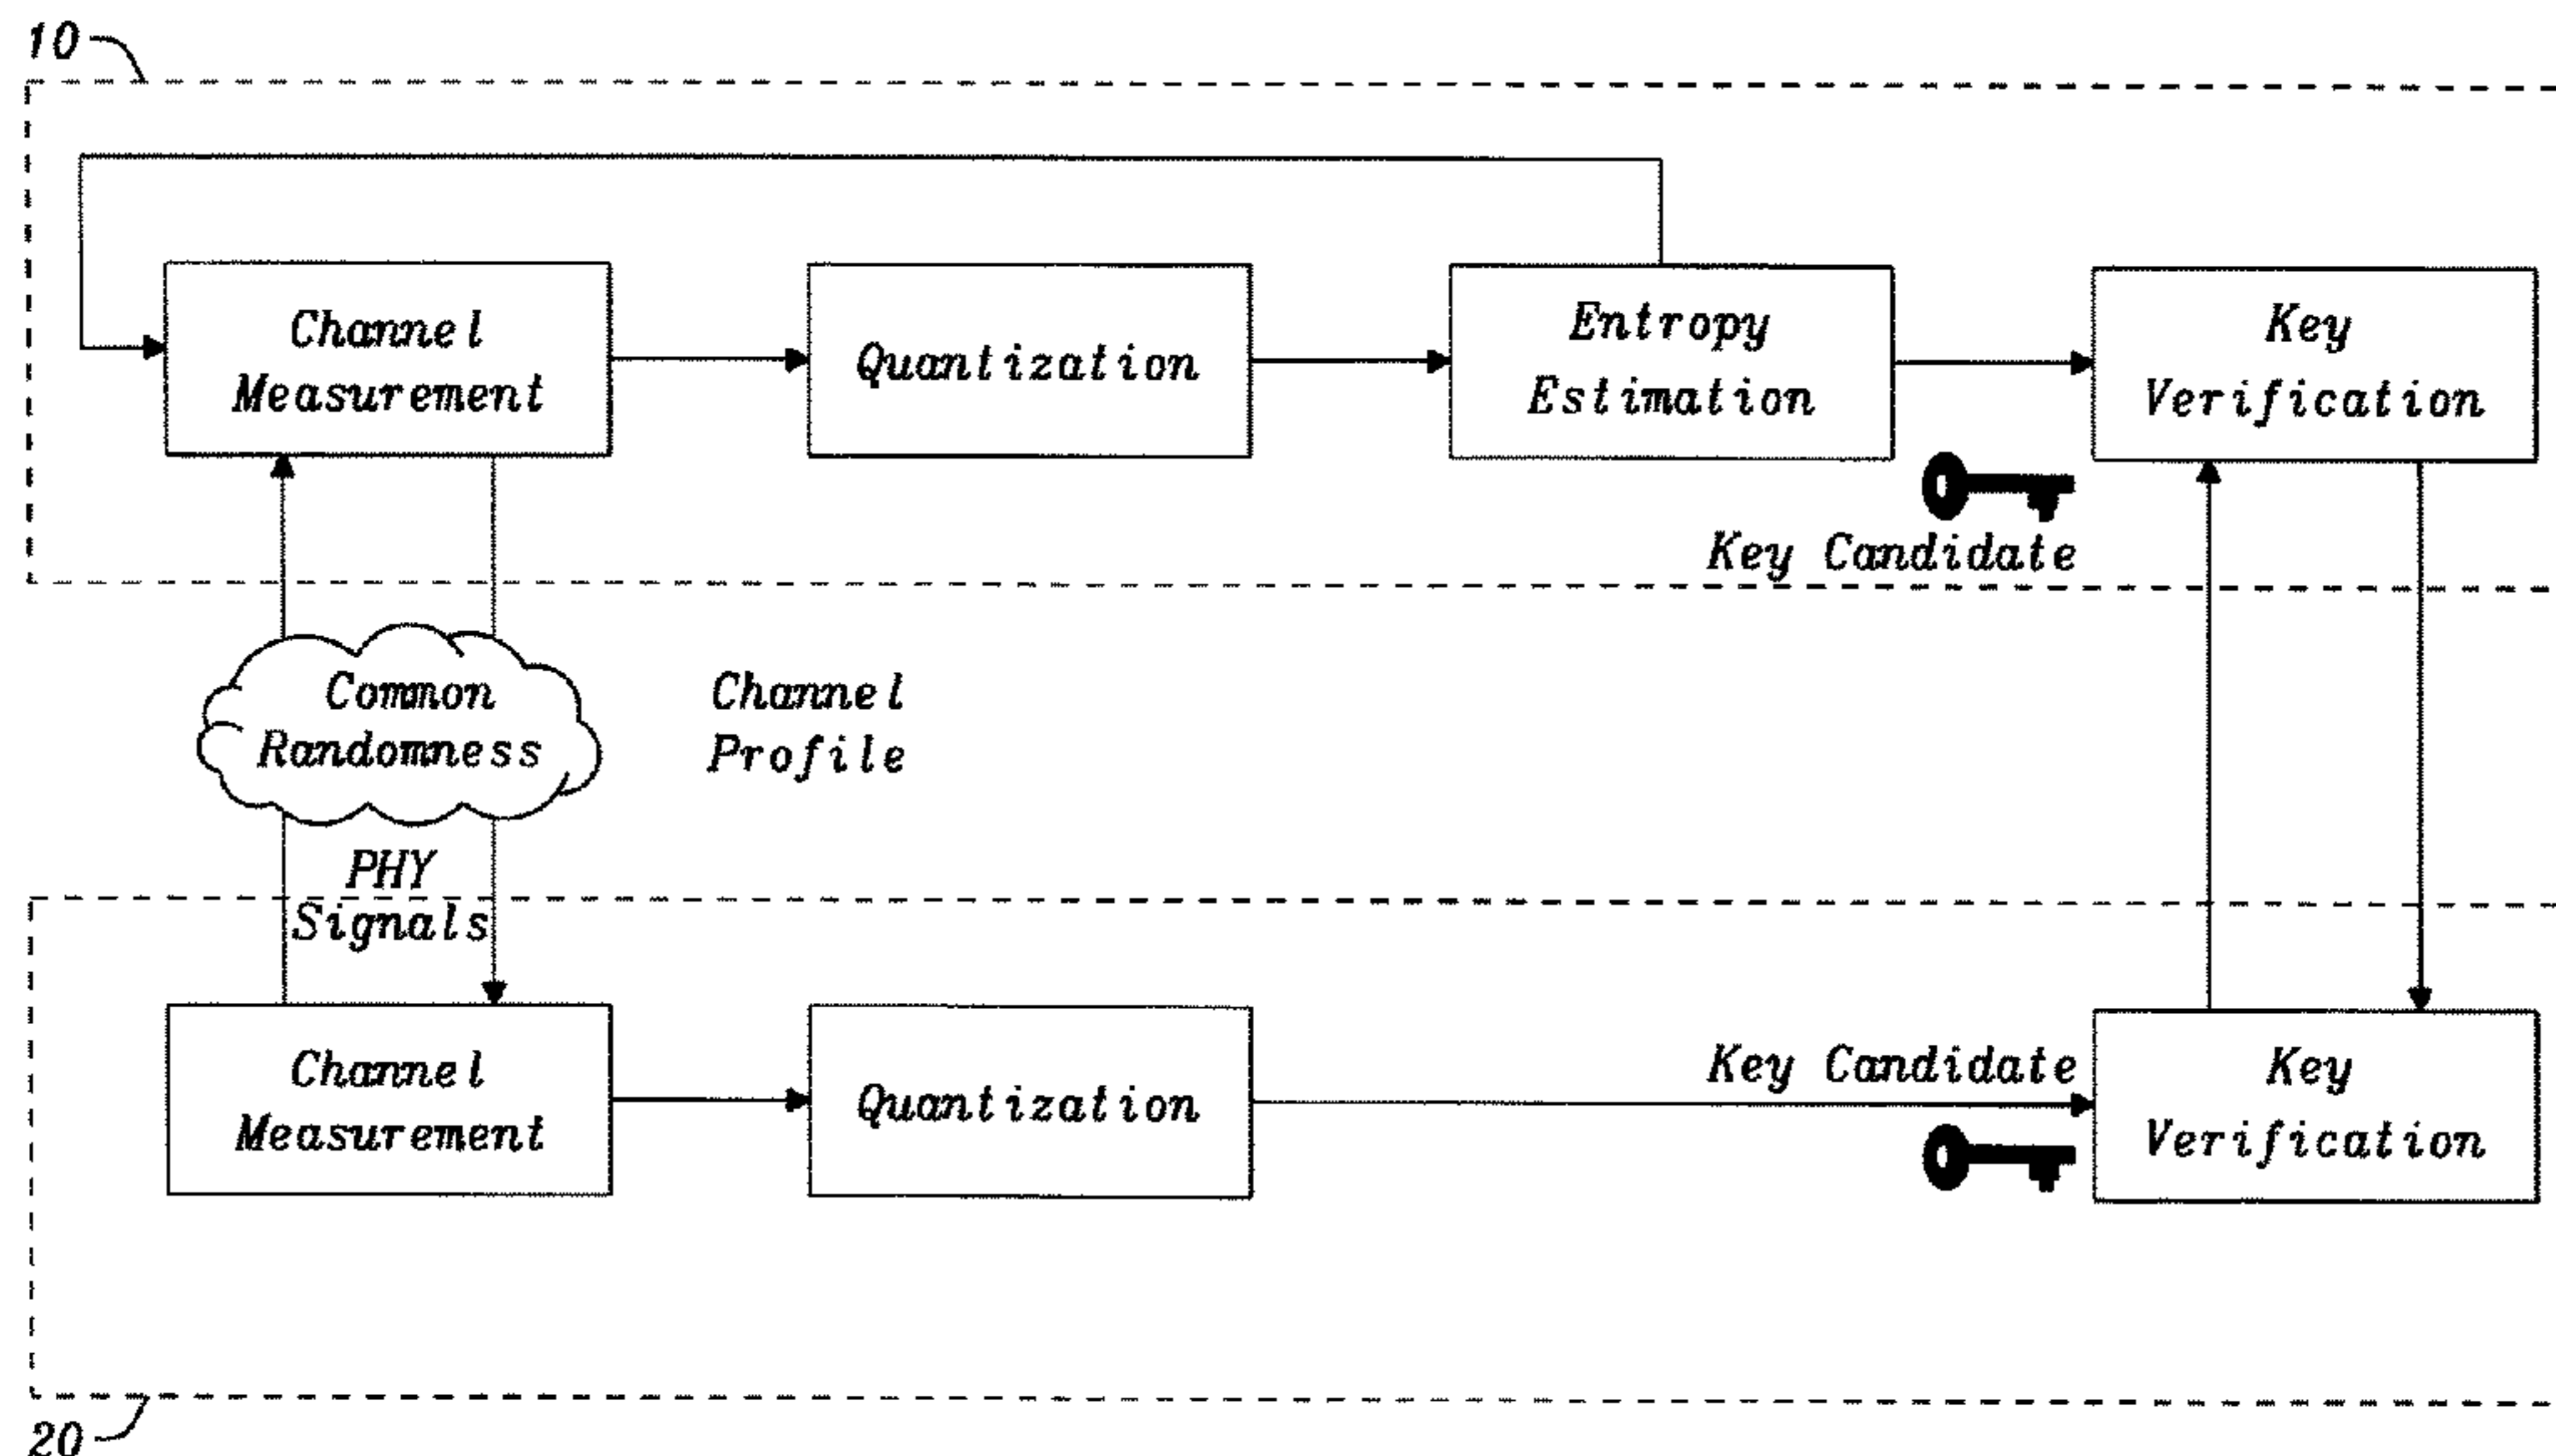 10
Channel
Measurement
Quantization
Entropy
Estimation
Key
Verification
Key Candidate
Common
Randomness
Channel
Profile
PHY
Signals
Channel
Measurement
Quantization
Key Candidate
Key
Verification
20